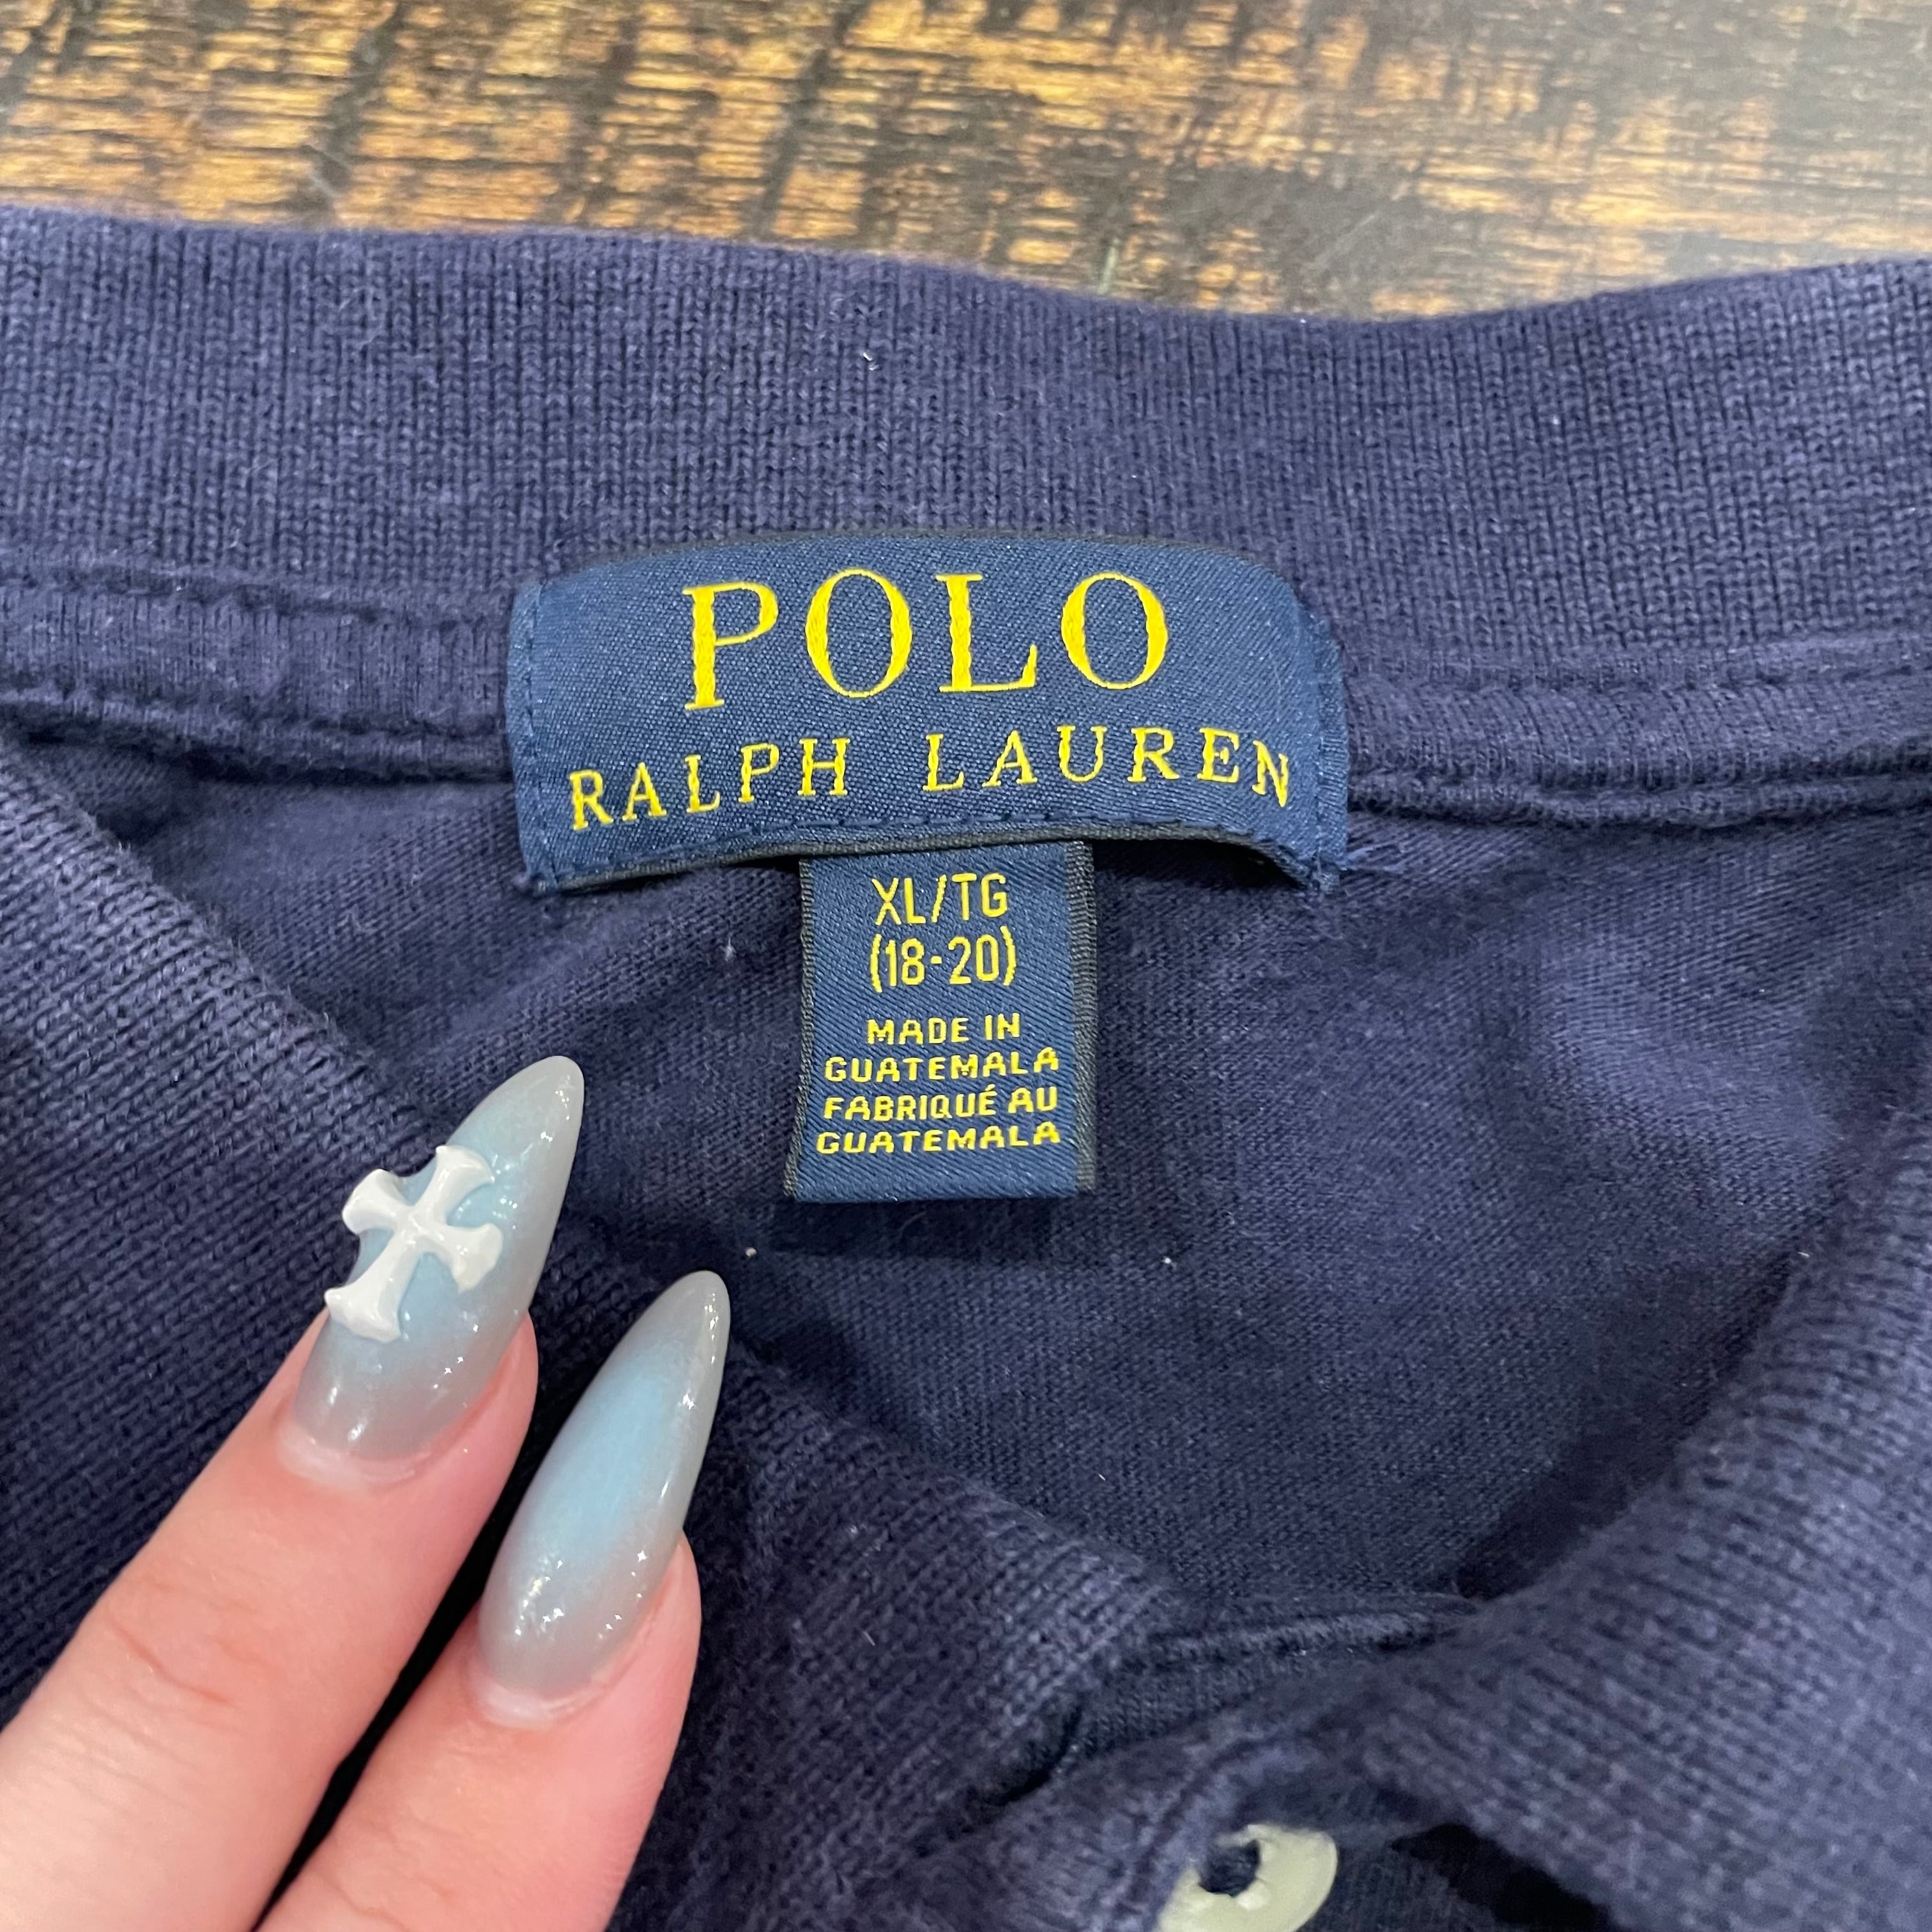 POLO
RALPH LAUREN
XL/TG
(18-20)
MADE IN
GUATEMALA
FABRIQUÉ AU
GUATEMALA